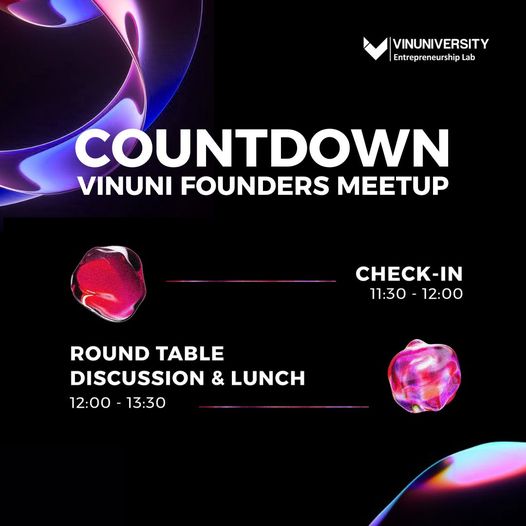 VINUNIVERSITY
Entrepreneurship Lab
COUNTDOWN
VINUNI FOUNDERS MEETUP
CHECK-IN
11:30 - 12:00
ROUND TABLE
DISCUSSION & LUNCH
12:00 - 13:30